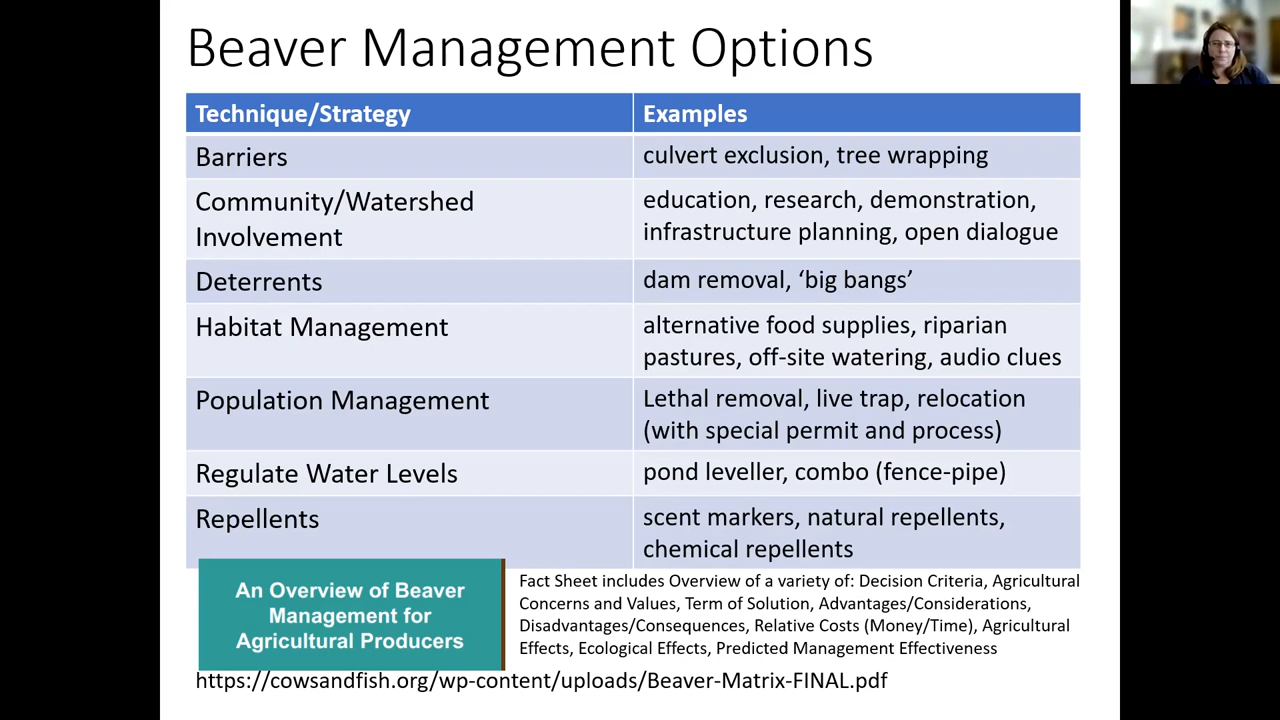 Beaver Management Options
Technique/Strategy
Examples
Barriers
culvert exclusion, tree wrapping
Community/Watershed
Involvement
education, research, demonstration,
infrastructure planning, open dialogue
Deterrents
dam removal, ‘big bangs’
Habitat Management
alternative food supplies, riparian
pastures, off-site watering, audio clues
Population Management
Lethal removal, live trap, relocation
(with special permit and process)
Regulate Water Levels
pond leveller, combo (fence-pipe)
Repellents
scent markers, natural repellents,
chemical repellents
An Overview of Beaver
Management for
Agricultural Producers
Fact Sheet includes Overview of a variety of: Decision Criteria, Agricultural
Concerns and Values, Term of Solution, Advantages/Considerations,
Disadvantages/Consequences, Relative Costs (Money/Time), Agricultural
Effects, Ecological Effects, Predicted Management Effectiveness
https://cowsandfish.org/wp-content/uploads/Beaver-Matrix-FINAL.pdf